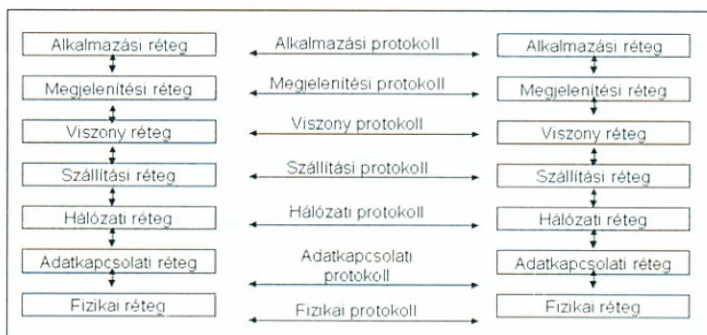 Alkalmazási réteg
Alkalmazási protokoll
Alkalmazási réteg
Megjelenítési réteg
Megjelenítési protokoll
Megjelenítési réteg
Viszony réteg
Viszony protokoll
Viszony réteg
Szállítási réteg
Szállítási protokoll
Szállítási réteg
Hálózati réteg
Hálózati protokoll
Hálózati réteg
Adatkapcsolati réteg
Adatkapcsolati
protokoll
Adatkapcsolati réteg
Fizikai réteg
Fizikai protokoll
Fizikai réteg